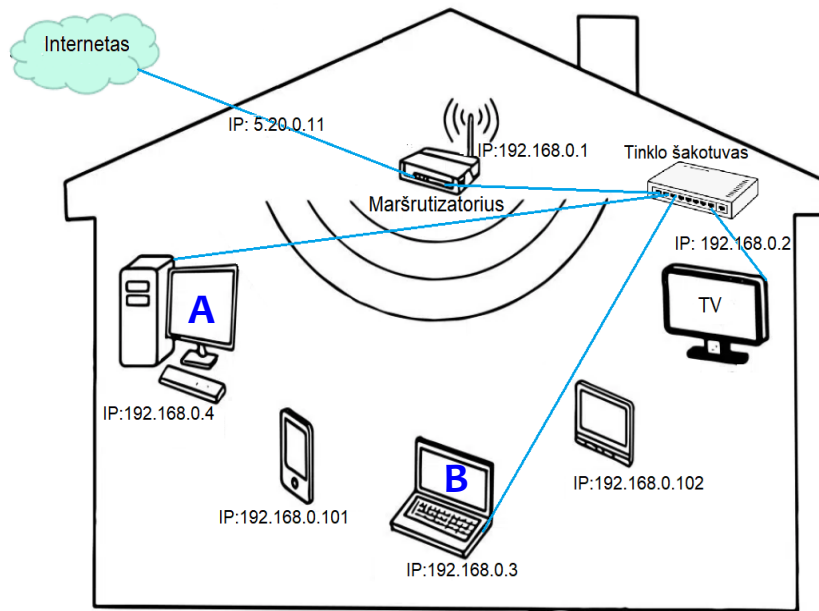 Internetas
IP: 5.20.0.11
IP:192.168.0.1
Tinklo šakotuvas
Maršrutizatorius
IP: 192.168.0.2
A
TV
IP:192.168.0.4
B
IP:192.168.0.102
IP:192.168.0.101
IP:192.168.0.3